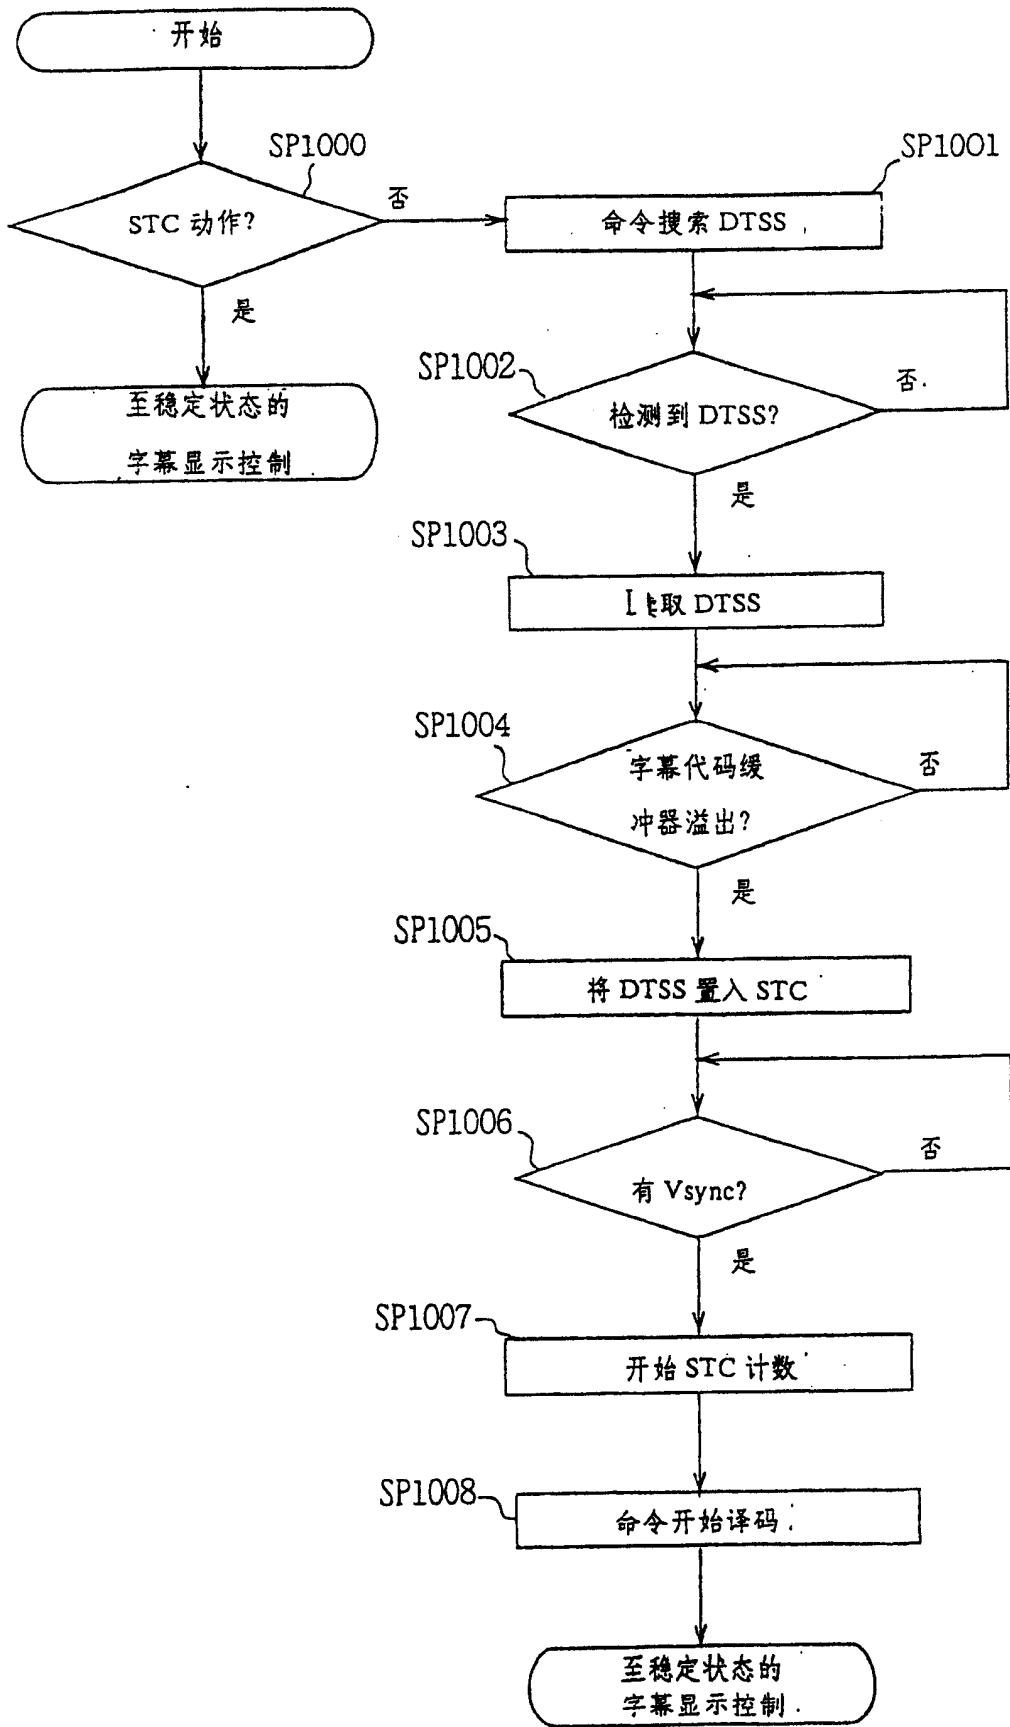 开始
SP1000
STC 动作?
否
是
至稳定状态的
字幕显示控制
SP1001
命令搜索 DTSS
SP1002
检测到 DTSS?
否
是
SP1003
取 DTSS
SP1004
字幕代码缓
冲器溢出?
否
是
SP1005
将 DTSS 置入 STC
SP1006
有 Vsync?
否
是
SP1007
开始 STC 计数
SP1008
命令开始译码
至稳定状态的
字幕显示控制